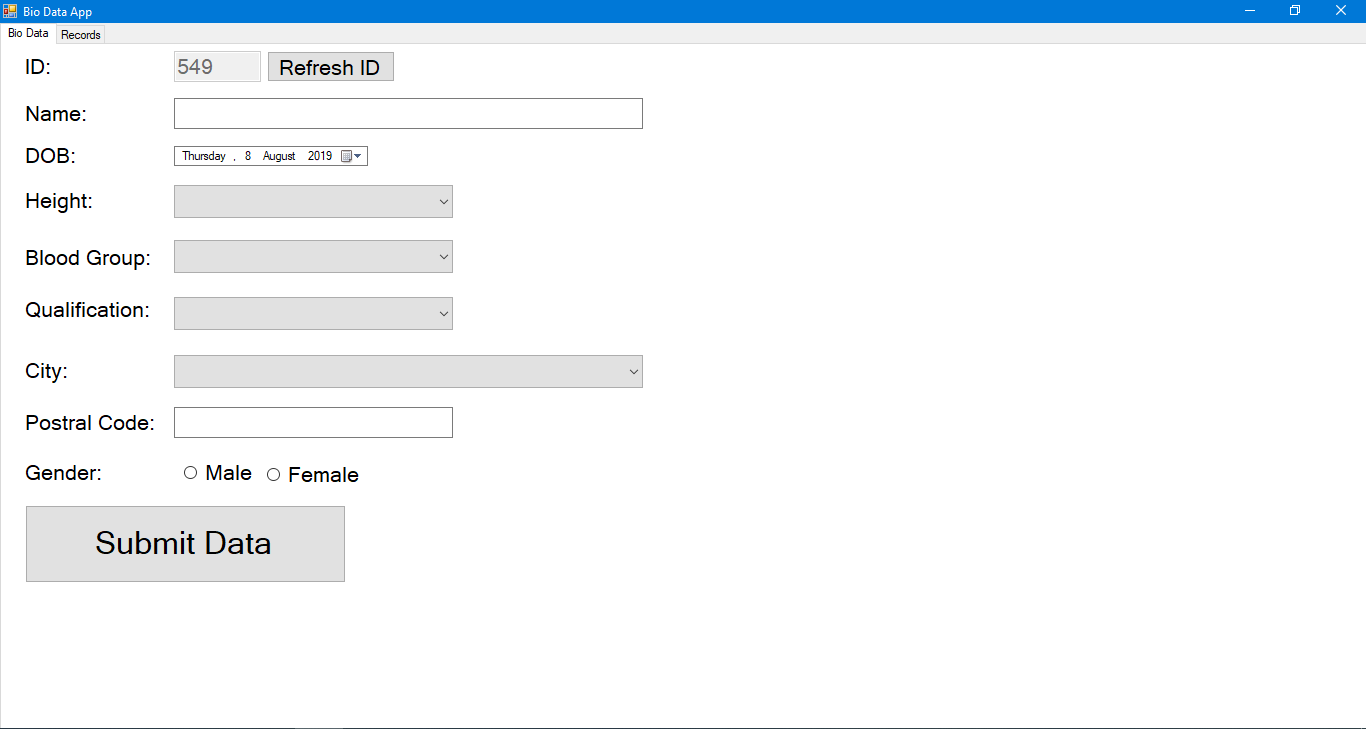 Bio Data App
Bio Data Records
ID: 549 Refresh ID
Name:
DOB: Thursday , 8 August 2019
Height:
Blood Group:
Qualification:
City:
Postral Code:
Gender: Male Female
Submit Data